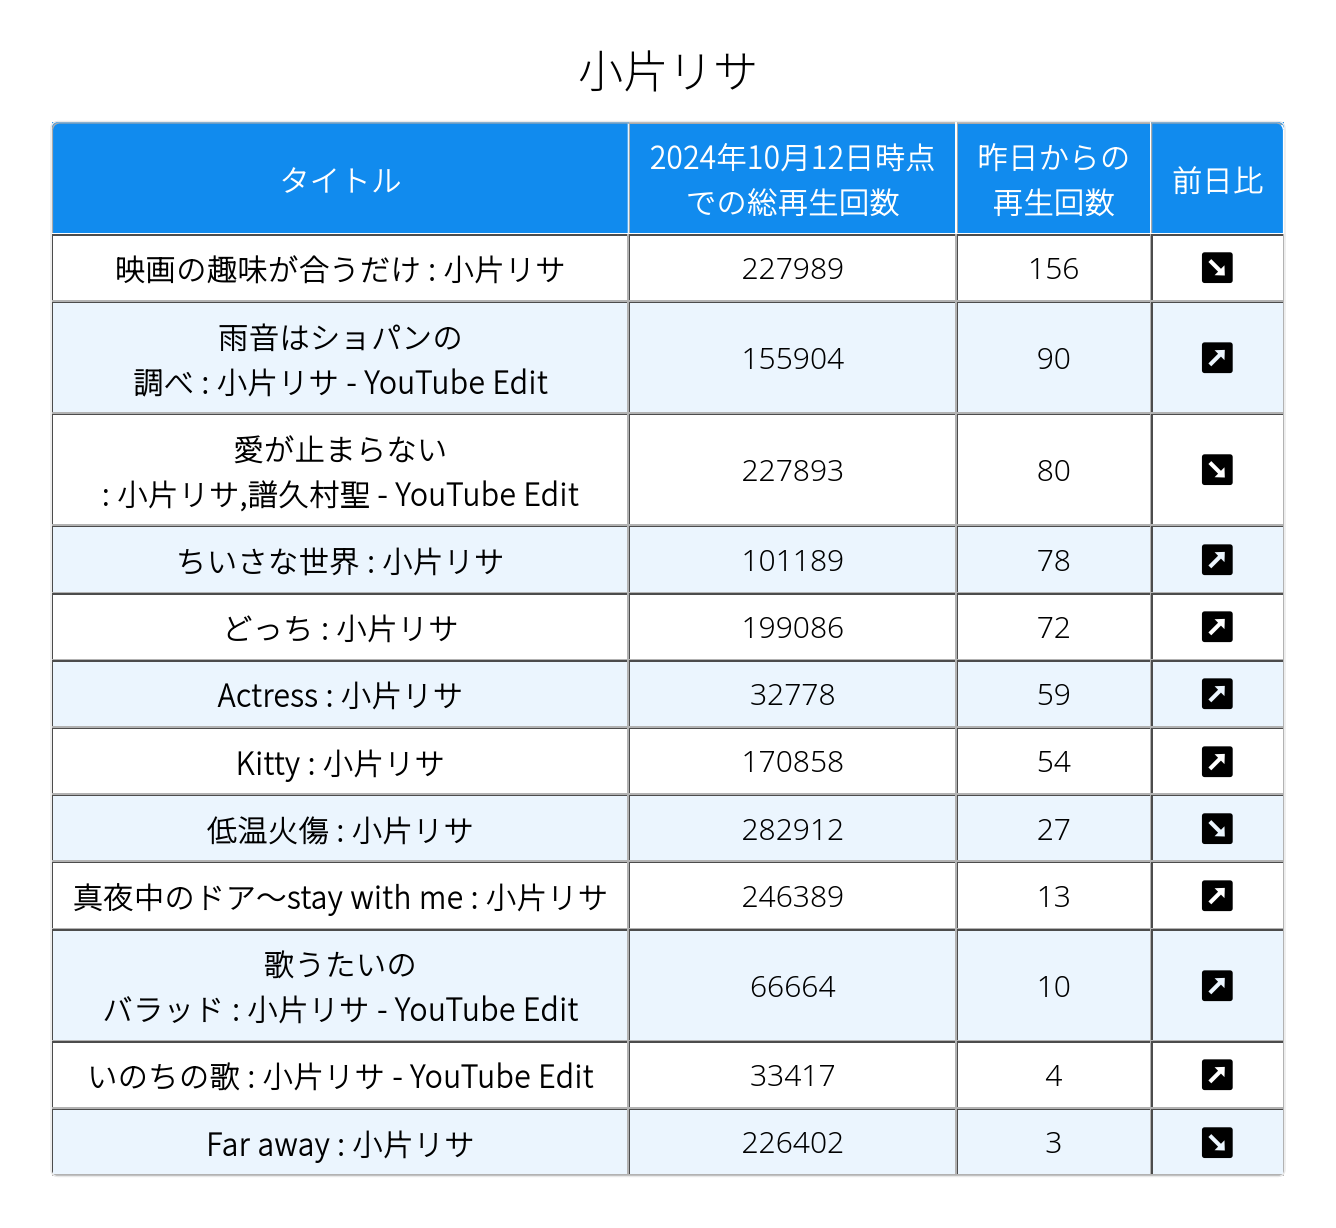 小片リサ
タイトル
2024年10月12日時点
での総再生回数
昨日からの
再生回数
前日比
映画の趣味が合うだけ : 小片リサ
227989
156
雨音はショパンの
調べ : 小片リサ - YouTube Edit
155904
90
愛が止まらない
: 小片リサ,譜久村聖 - YouTube Edit
227893
80
ちいさな世界 : 小片リサ
101189
78
どっち : 小片リサ
199086
72
Actress : 小片リサ
32778
59
Kitty : 小片リサ
170858
54
低温火傷 : 小片リサ
282912
27
真夜中のドア〜stay with me : 小片リサ
246389
13
歌うたいの
バラッド : 小片リサ - YouTube Edit
66664
10
いのちの歌 : 小片リサ - YouTube Edit
33417
4
Far away : 小片リサ
226402
3